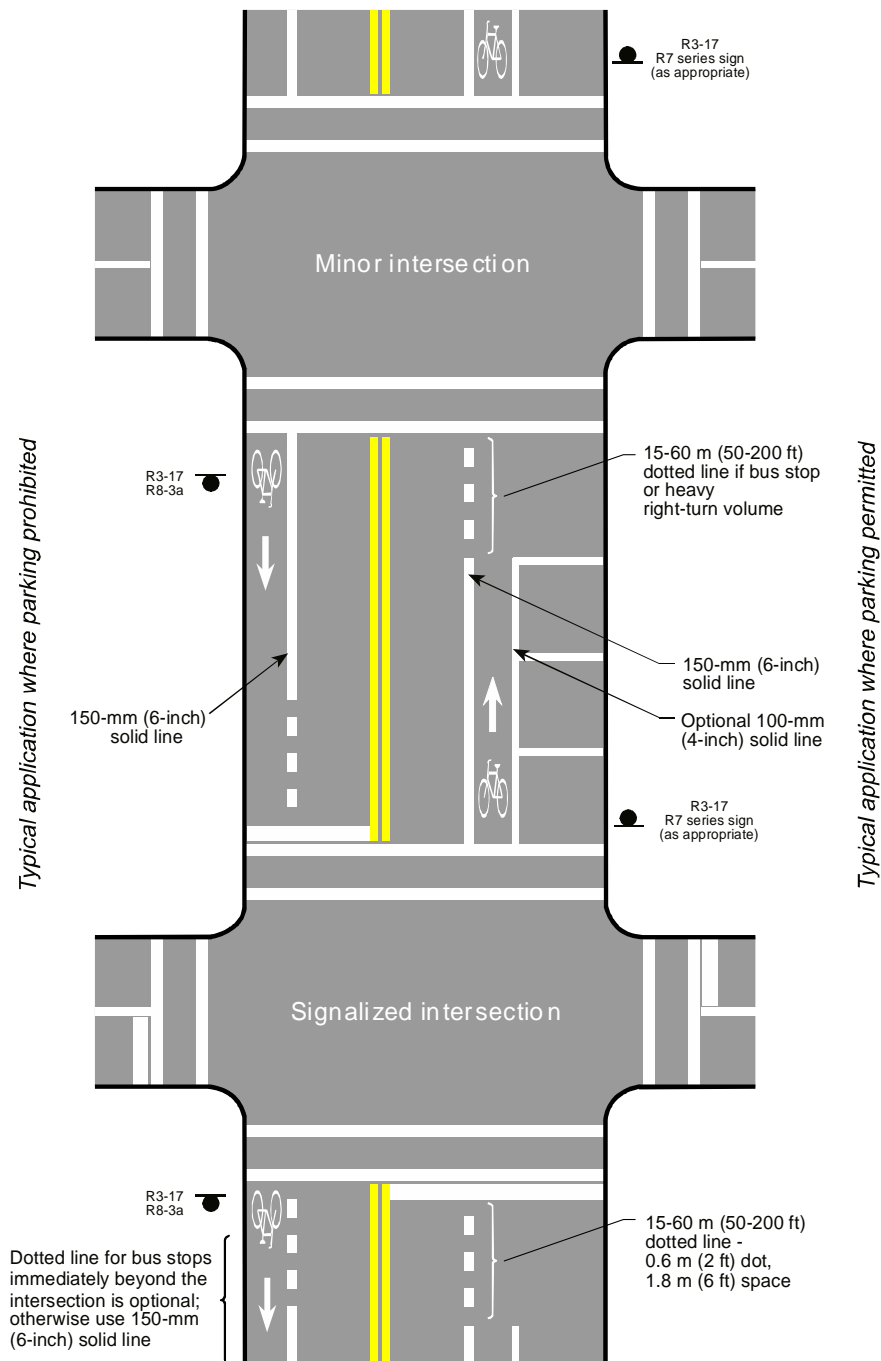 R3-17
R7 series sign
(as appropriate)
Minor intersection
Typical application where parking prohibited
Typical application where parking permitted
R3-17
R8-3a
15-60 m (50-200 ft)
dotted line if bus stop
or heavy
right-turn volume
150-mm (6-inch)
solid line
150-mm (6-inch)
solid line
Optional 100-mm
(4-inch) solid line
R3-17
R7 series sign
(as appropriate)
Signalized intersection
R3-17
R8-3a
Dotted line for bus stops
immediately beyond the
intersection is optional;
otherwise use 150-mm
(6-inch) solid line
15-60 m (50-200 ft)
dotted line -
0.6 m (2 ft) dot,
1.8 m (6 ft) space